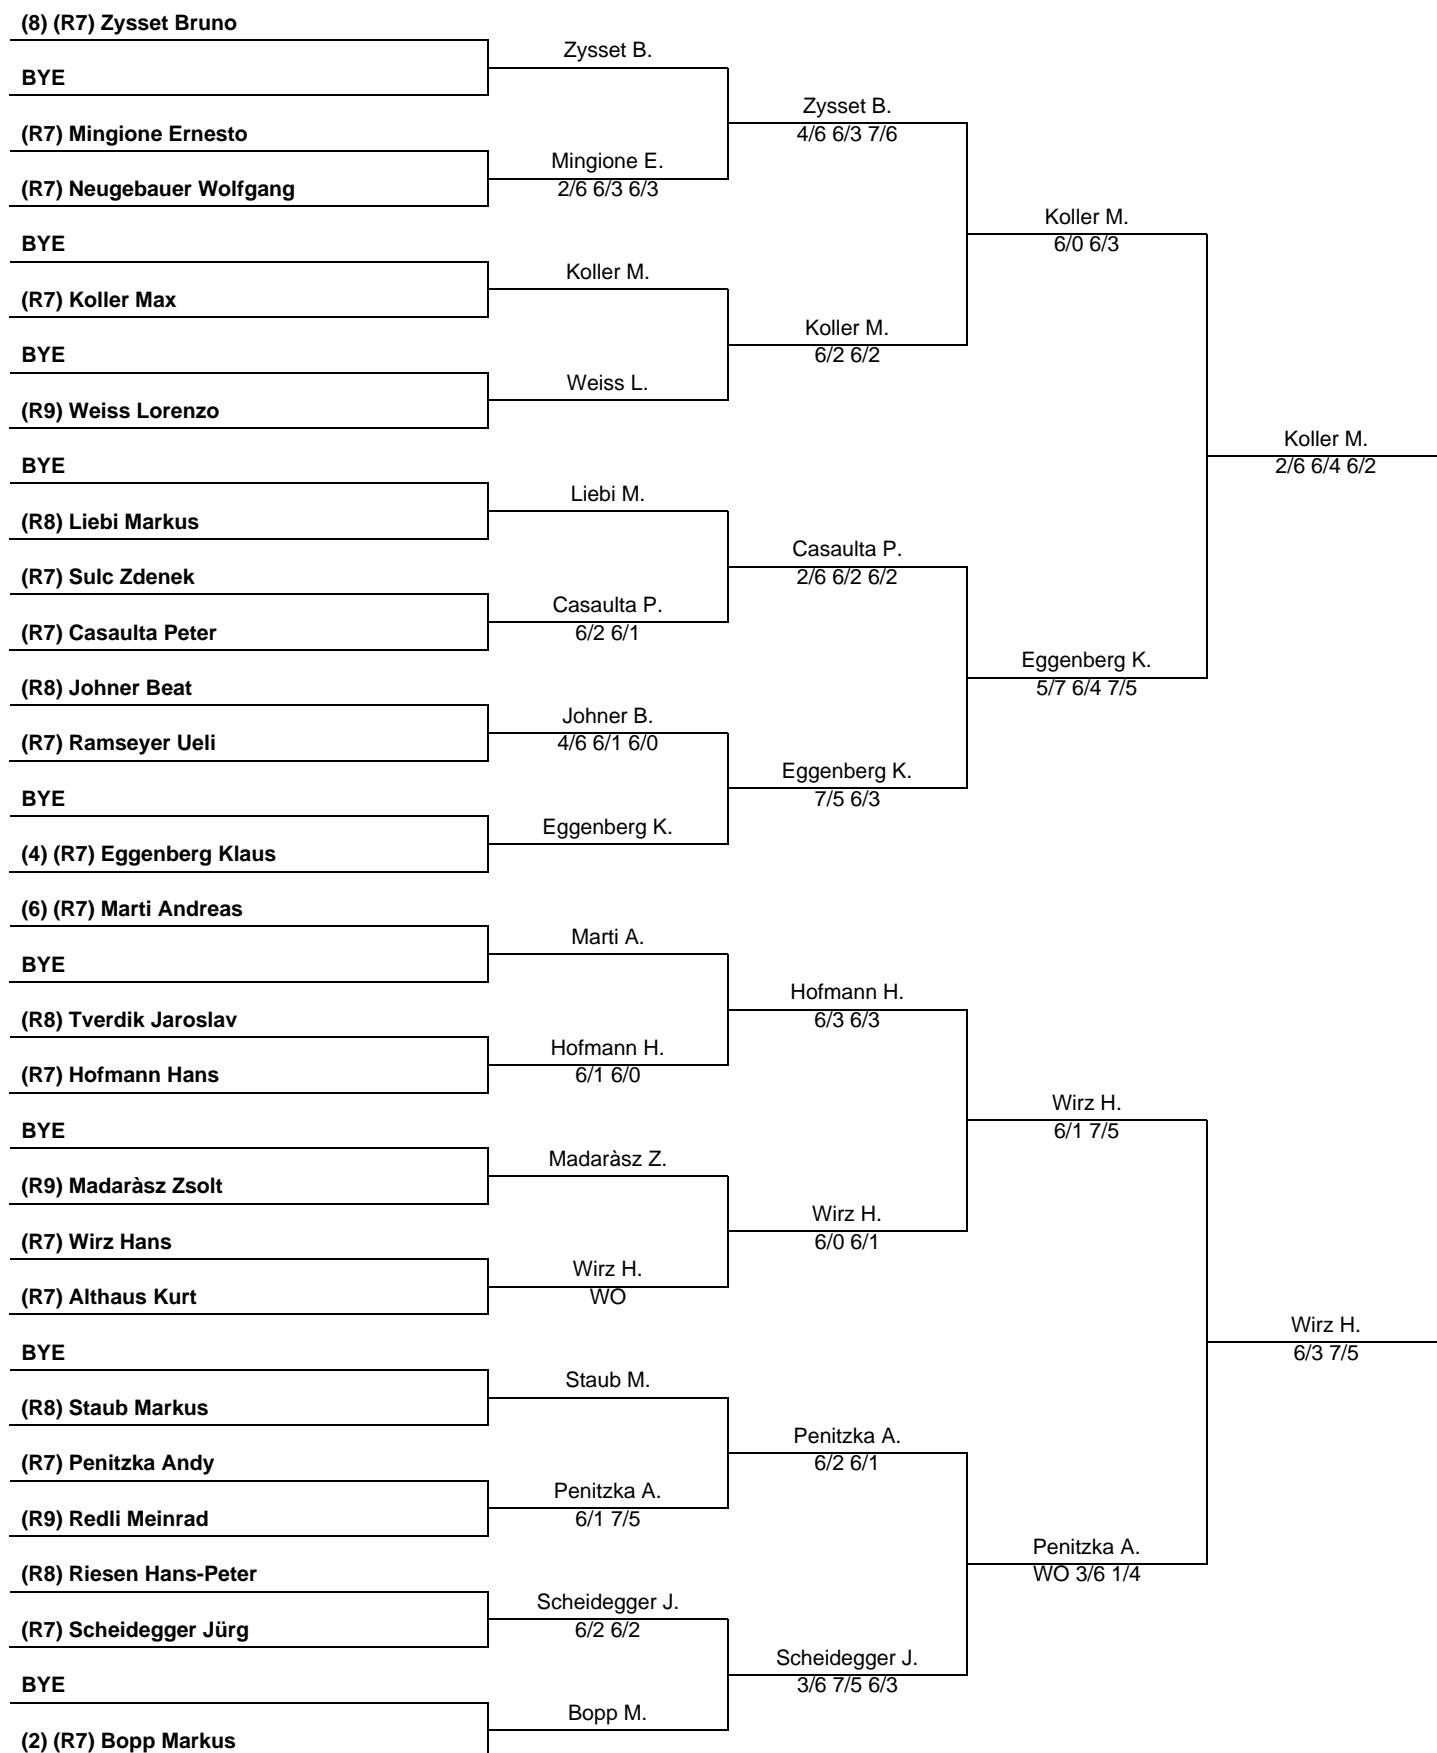 (8) (R7) Zysset Bruno
Zysset B.
BYE
Zysset B.
4/6 6/3 7/6
(R7) Mingione Ernesto
Mingione E.
2/6 6/3 6/3
(R7) Neugebauer Wolfgang
Koller M.
6/0 6/3
BYE
Koller M.
(R7) Koller Max
Koller M.
6/2 6/2
BYE
Weiss L.
(R9) Weiss Lorenzo
Koller M.
2/6 6/4 6/2
BYE
Liebi M.
(R8) Liebi Markus
Casaulta P.
2/6 6/2 6/2
(R7) Sulc Zdenek
Casaulta P.
6/2 6/1
(R7) Casaulta Peter
Eggenberg K.
5/7 6/4 7/5
(R8) Johner Beat
Johner B.
4/6 6/1 6/0
(R7) Ramseyer Ueli
Eggenberg K.
7/5 6/3
BYE
Eggenberg K.
(4) (R7) Eggenberg Klaus
(6) (R7) Marti Andreas
Marti A.
BYE
Hofmann H.
6/3 6/3
(R8) Tverdik Jaroslav
Hofmann H.
6/1 6/0
(R7) Hofmann Hans
Wirz H.
6/1 7/5
BYE
Madaràsz Z.
(R9) Madaràsz Zsolt
Wirz H.
6/0 6/1
(R7) Wirz Hans
Wirz H.
WO
(R7) Althaus Kurt
Wirz H.
6/3 7/5
BYE
Staub M.
(R8) Staub Markus
Penitzka A.
6/2 6/1
(R7) Penitzka Andy
Penitzka A.
6/1 7/5
(R9) Redli Meinrad
Penitzka A.
WO 3/6 1/4
(R8) Riesen Hans-Peter
Scheidegger J.
6/2 6/2
(R7) Scheidegger Jürg
Scheidegger J.
3/6 7/5 6/3
BYE
Bopp M.
(2) (R7) Bopp Markus